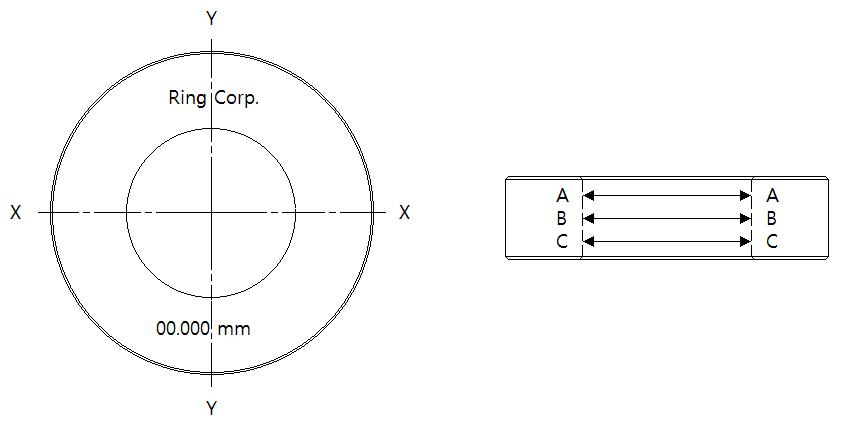 Y
Ring Corp.
X X
00.000 mm
Y
A A
B B
C C